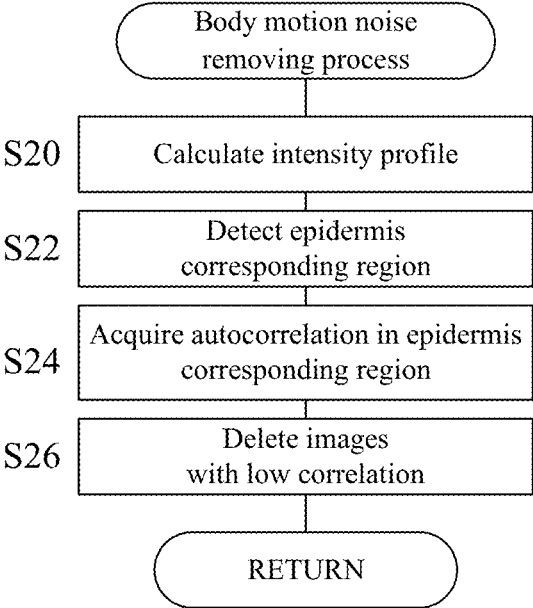 Body motion noise
removing process
S20
Calculate intensity profile
S22
Detect epidermis
corresponding region
S24
Acquire autocorrelation in epidermis
corresponding region
S26
Delete images
with low correlation
RETURN